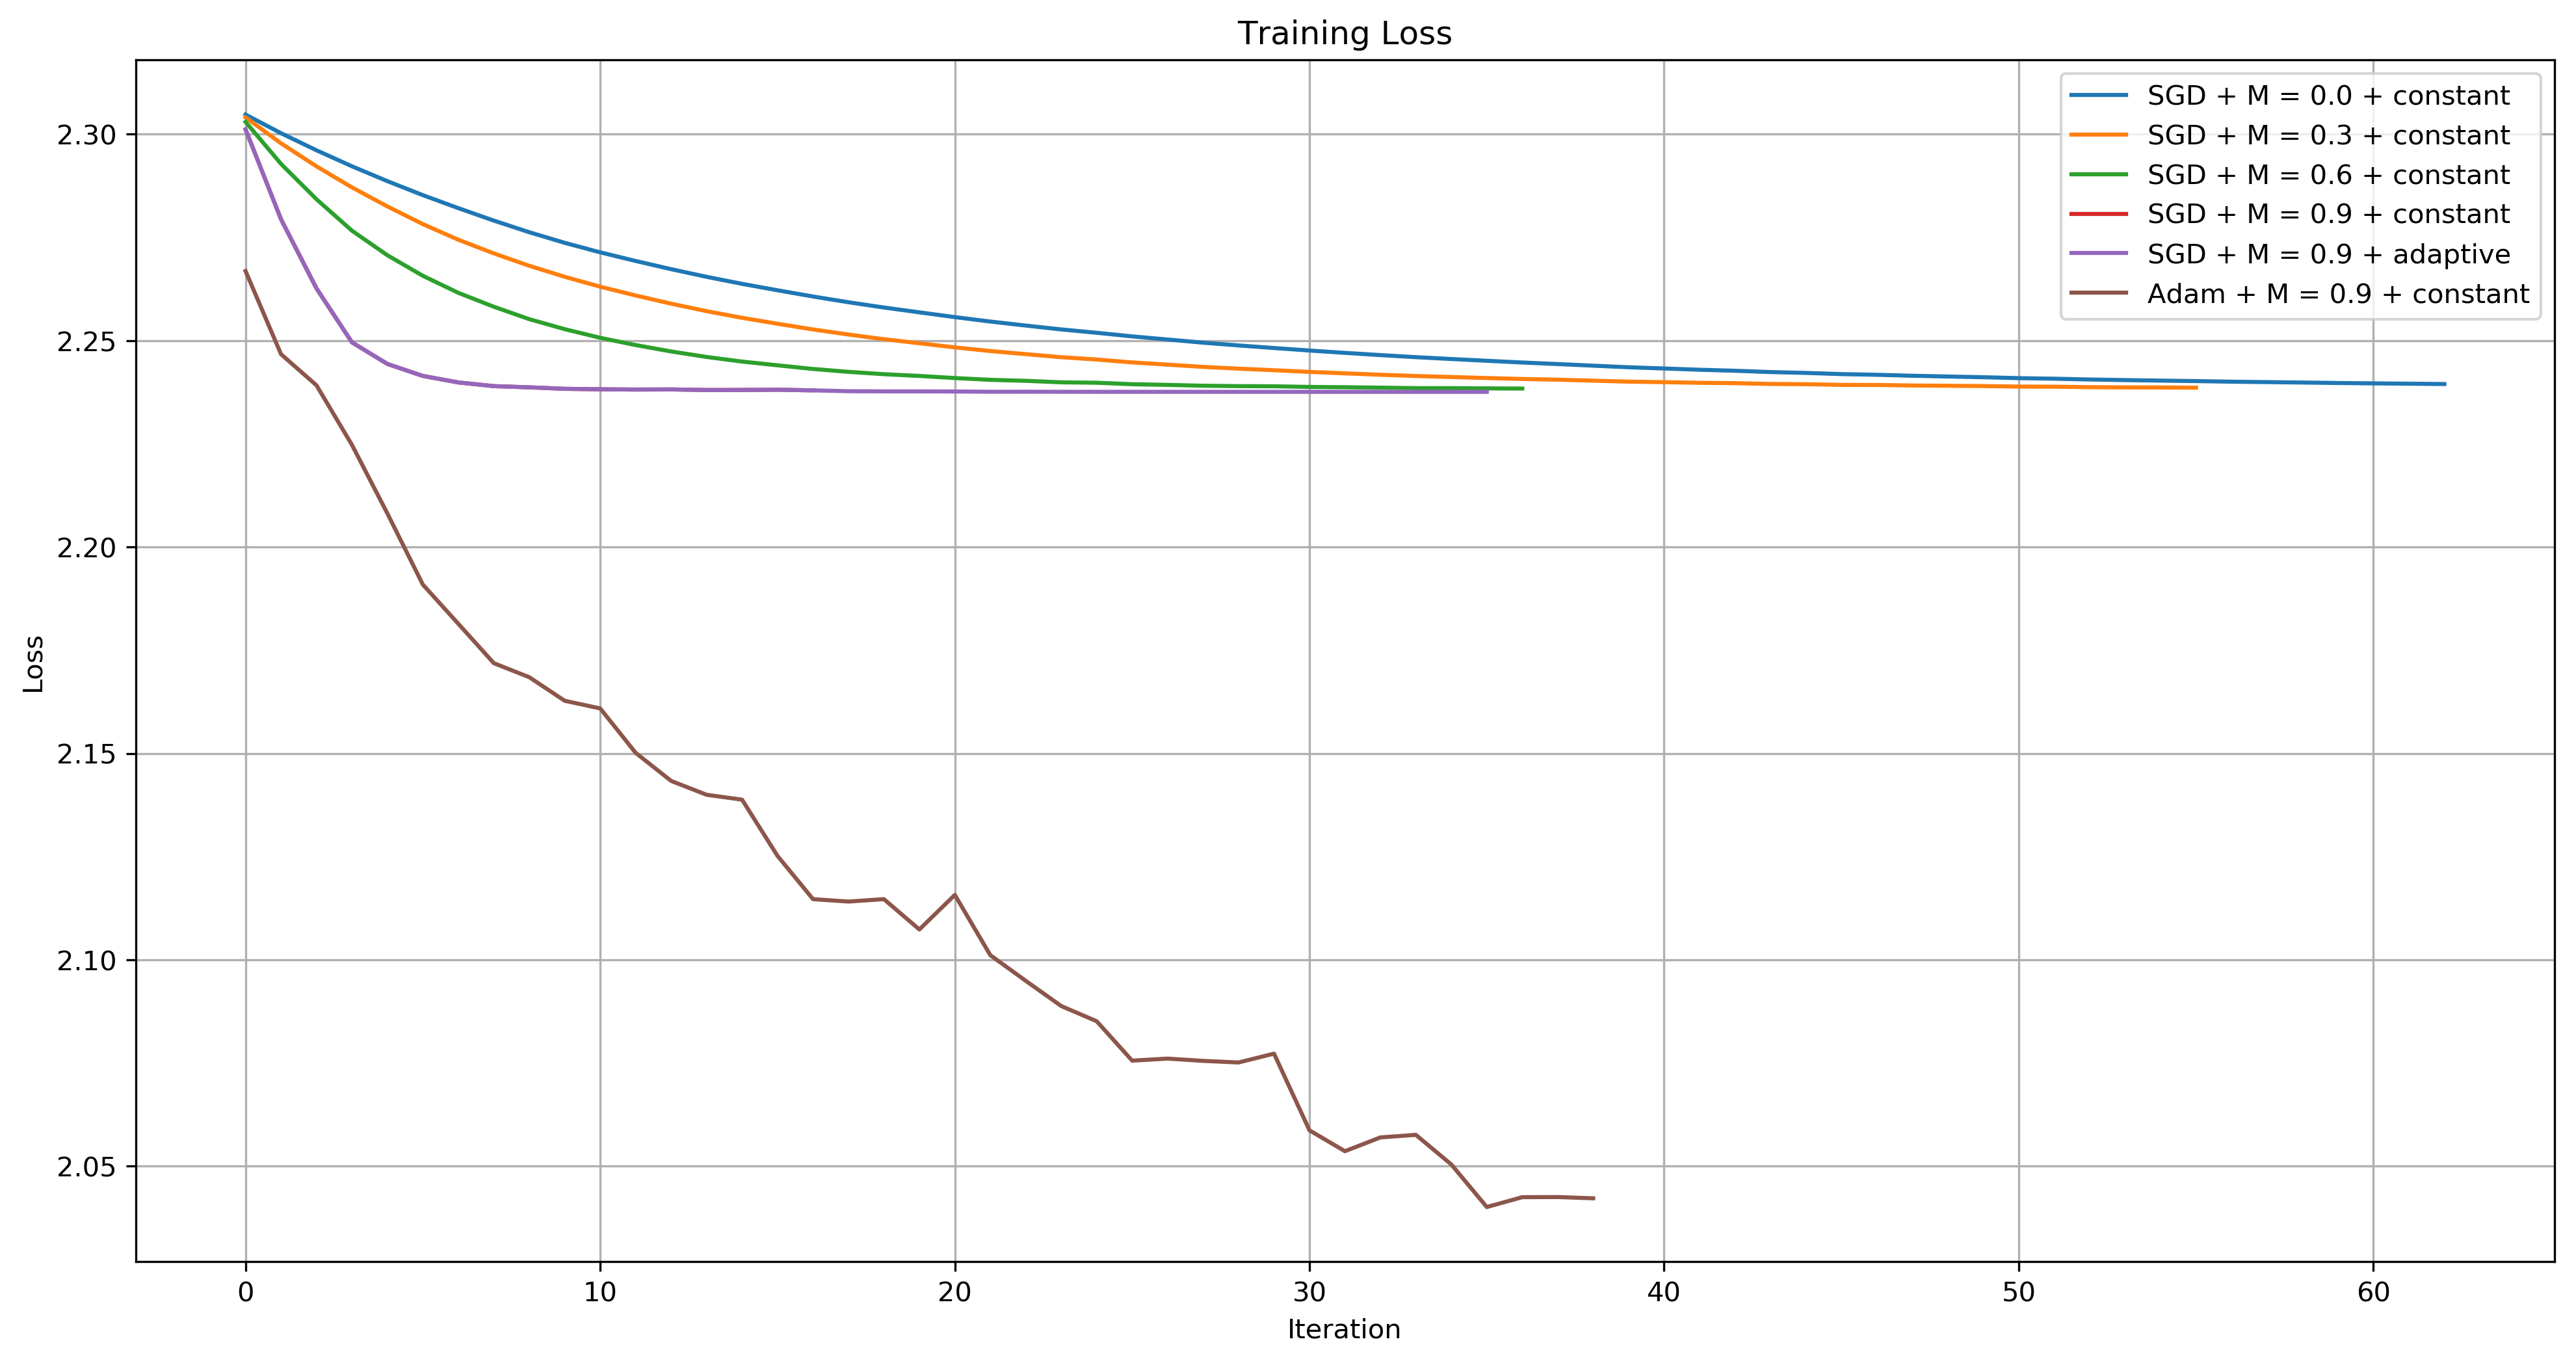 Training Loss
SGD + M = 0.0 + constant
SGD + M = 0.3 + constant
SGD + M = 0.6 + constant
SGD + M = 0.9 + constant
SGD + M = 0.9 + adaptive
Adam + M = 0.9 + constant
2.30
2.25
2.20
2.15
2.10
2.05
Loss
0 10 20 30 40 50 60
Iteration